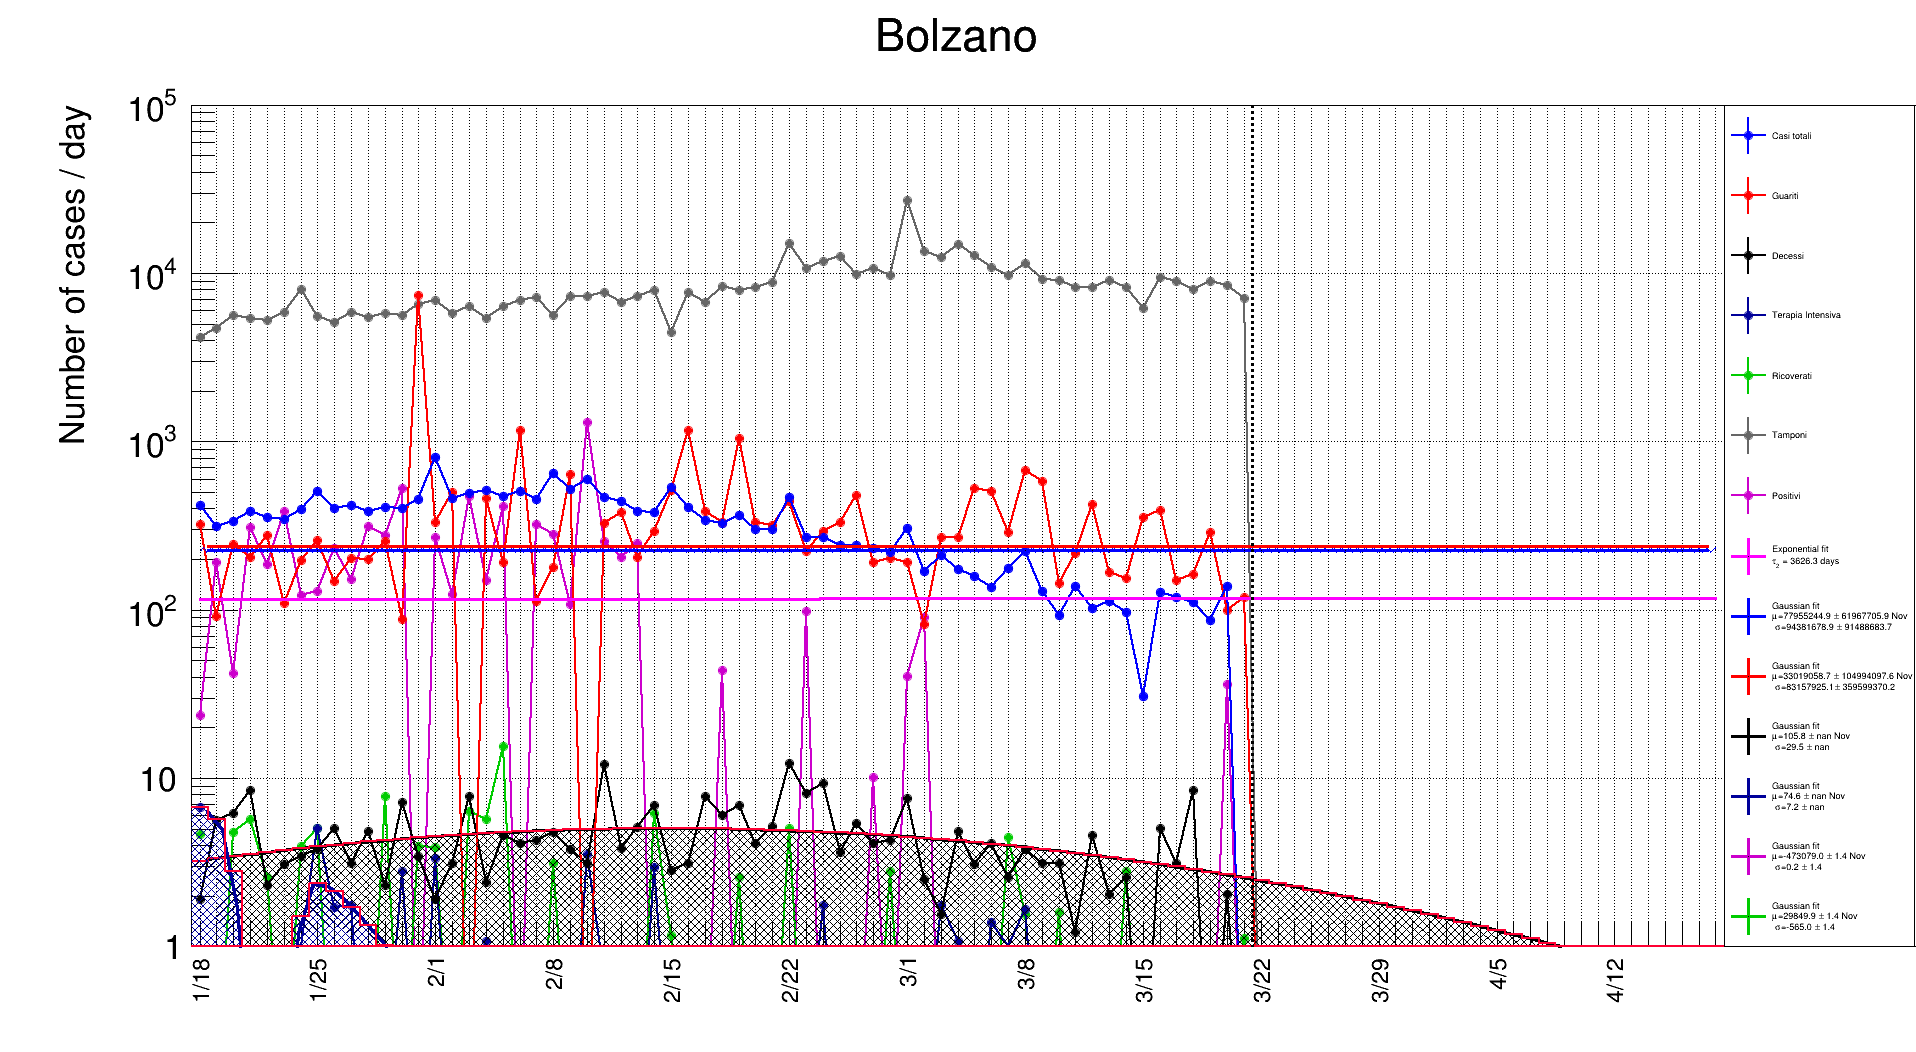 Bolzano
Number of cases / day
10^5
10^4
10^3
10^2
10
1
1/18
1/25
2/1
2/8
2/15
2/22
3/1
3/8
3/15
3/22
3/29
4/5
4/12
Casi totali
Guariti
Decessi
Terapia Intensiva
Ricoverati
Tamponi
Positivi
Exponential fit
τ_2 = 3626.3 days
Gaussian fit
μ=77955244.9 ± 61967705.9 Nov
σ=94381678.9 ± 91488683.7
Gaussian fit
μ=33019058.7 ± 104994097.6 Nov
σ=83157925.1 ± 359599370.2
Gaussian fit
μ=105.8 ± nan Nov
σ=29.5 ± nan
Gaussian fit
μ=74.6 ± nan Nov
σ=7.2 ± nan
Gaussian fit
μ=-473079.0 ± 1.4 Nov
σ=0.2 ± 1.4
Gaussian fit
μ=29849.9 ± 1.4 Nov
σ=-565.0 ± 1.4